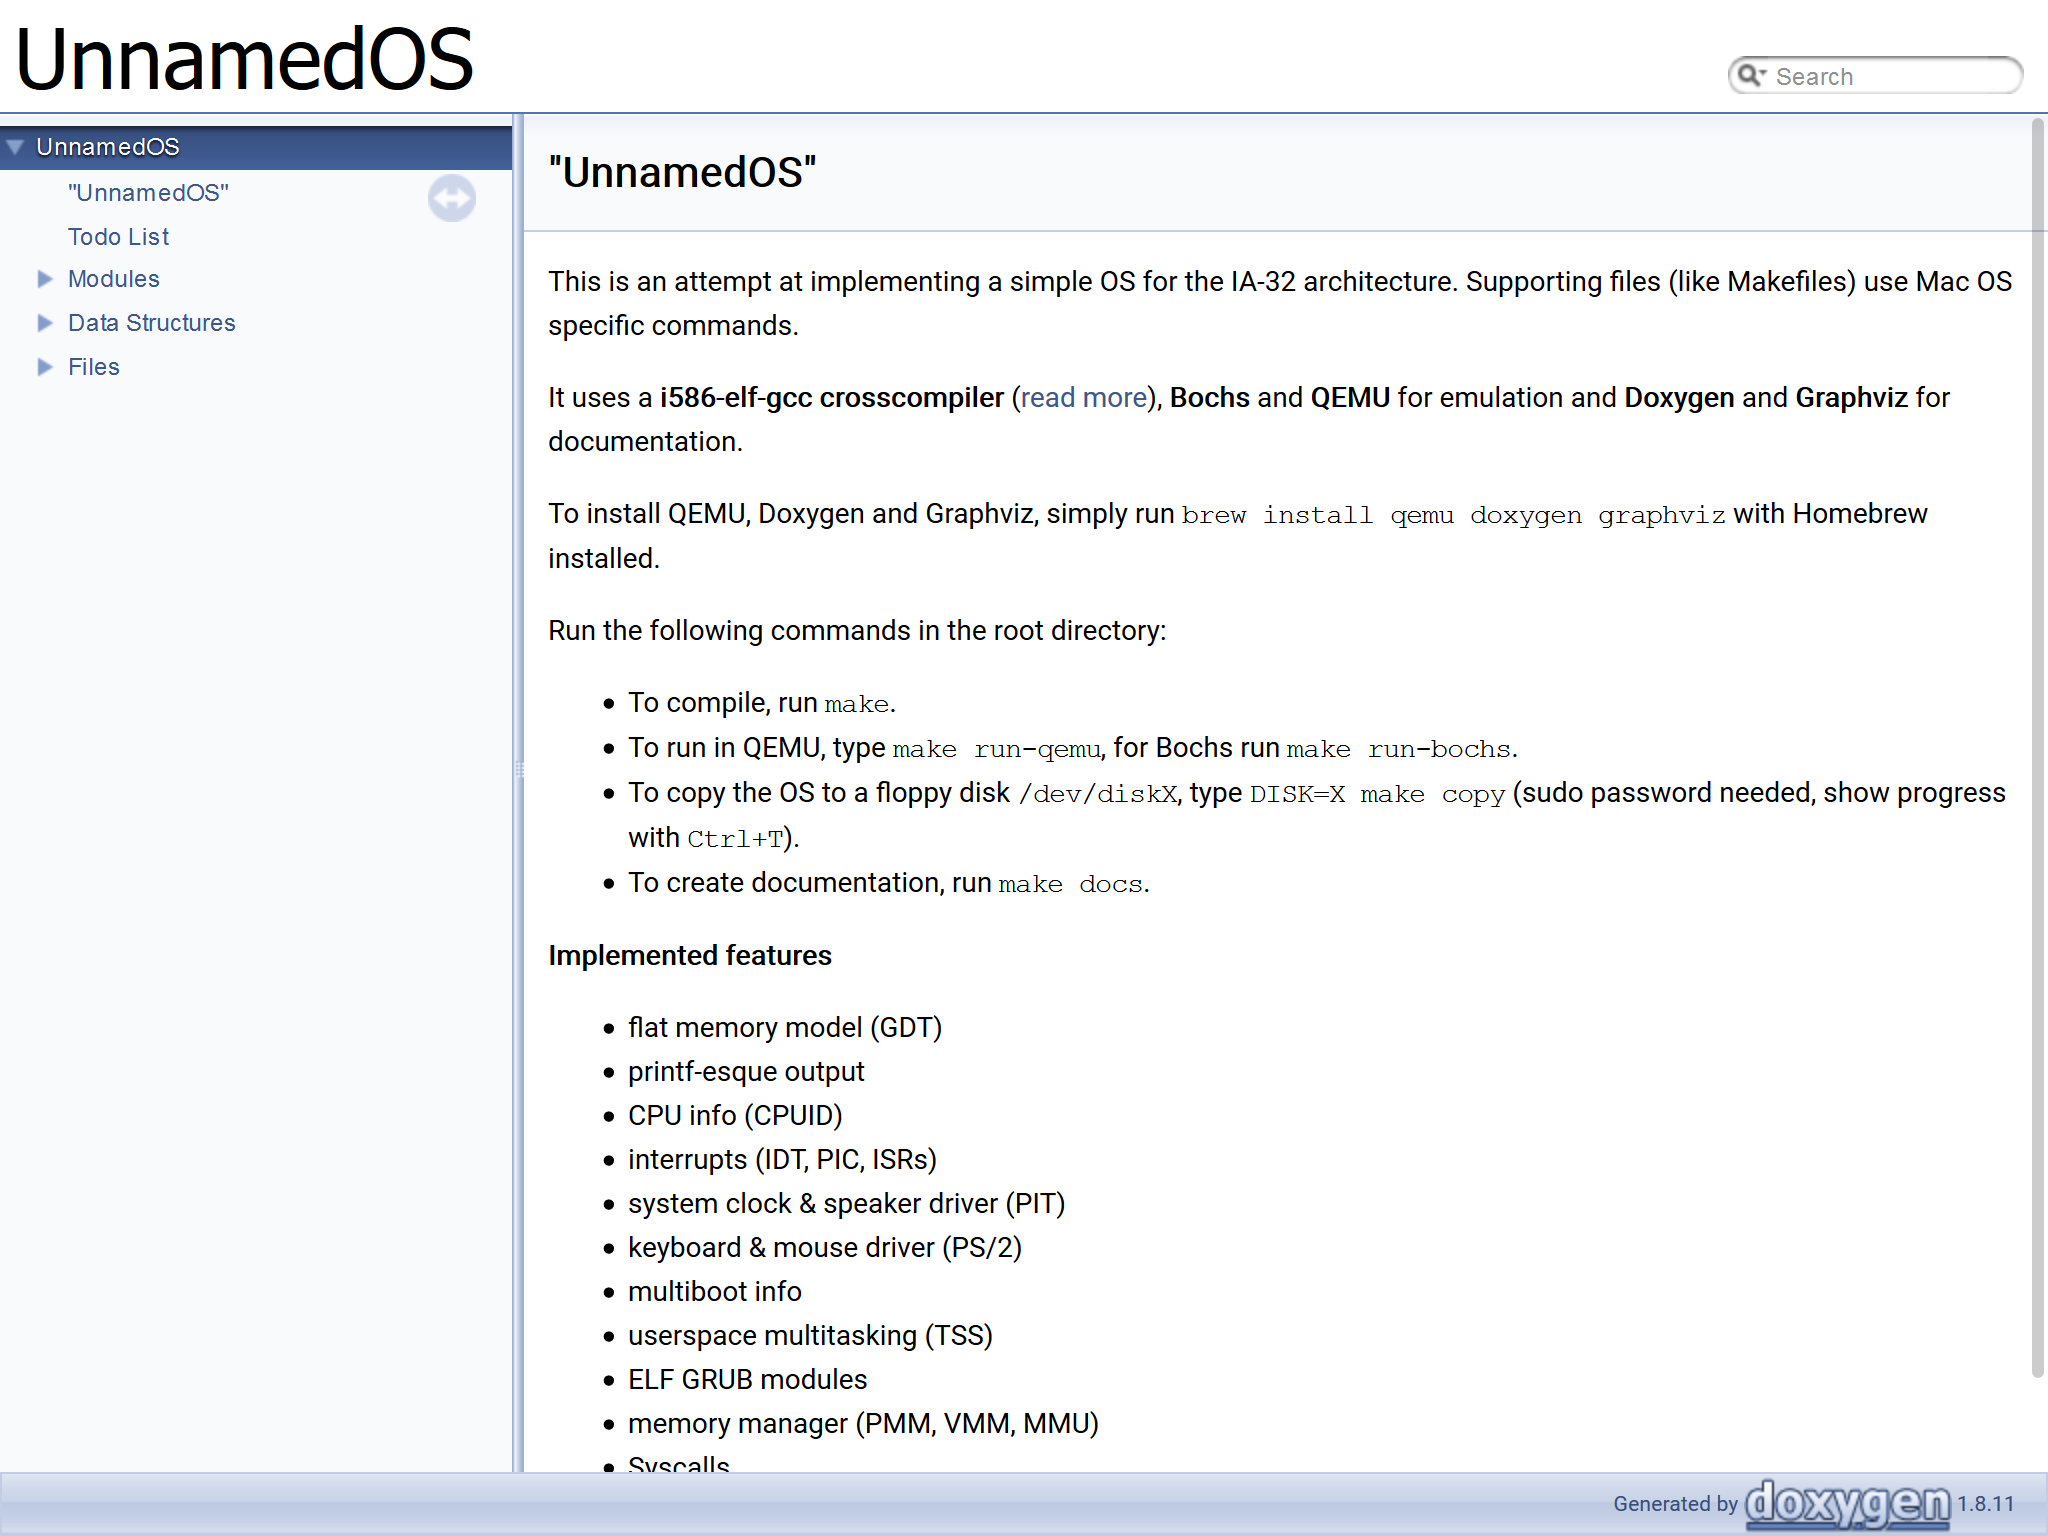 UnnamedOS
Search
UnnamedOS
"UnnamedOS"
Todo List
Modules
Data Structures
Files
"UnnamedOS"
This is an attempt at implementing a simple OS for the IA-32 architecture. Supporting files (like Makefiles) use Mac OS
specific commands.
It uses a i586-elf-gcc crosscompiler (read more), Bochs and QEMU for emulation and Doxygen and Graphviz for
documentation.
To install QEMU, Doxygen and Graphviz, simply run brew install qemu doxygen graphviz with Homebrew
installed.
Run the following commands in the root directory:
To compile, run make.
To run in QEMU, type make run-qemu, for Bochs run make run-bochs.
To copy the OS to a floppy disk /dev/diskX, type DISK=X make copy (sudo password needed, show progress
with Ctrl+T).
To create documentation, run make docs.
Implemented features
flat memory model (GDT)
printf-esque output
CPU info (CPUID)
interrupts (IDT, PIC, ISRs)
system clock & speaker driver (PIT)
keyboard & mouse driver (PS/2)
multiboot info
userspace multitasking (TSS)
ELF GRUB modules
memory manager (PMM, VMM, MMU)
Syscalls
Generated by doxygen 1.8.11